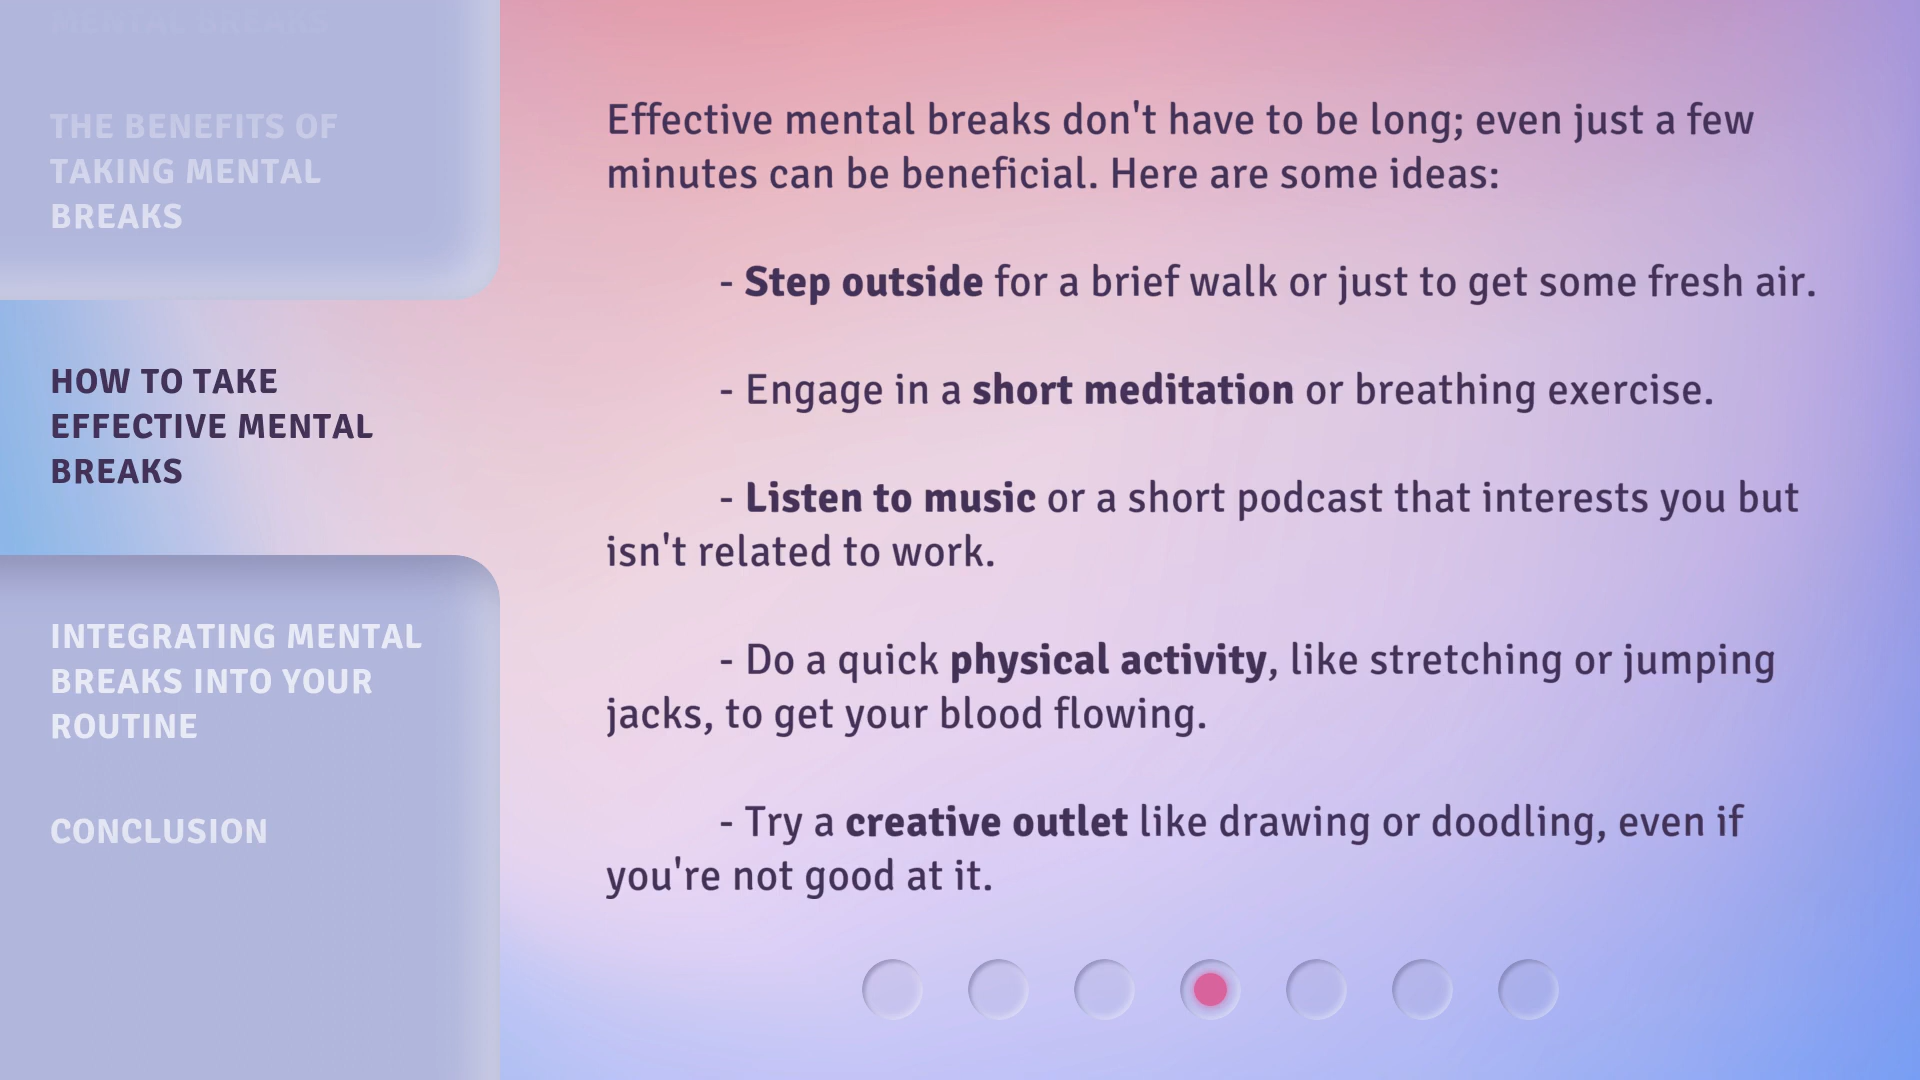 MENTAL BREAKS
THE BENEFITS OF
TAKING MENTAL
BREAKS
HOW TO TAKE
EFFECTIVE MENTAL
BREAKS
INTEGRATING MENTAL
BREAKS INTO YOUR
ROUTINE
CONCLUSION
Effective mental breaks don't have to be long; even just a few
minutes can be beneficial. Here are some ideas:
- Step outside for a brief walk or just to get some fresh air.
- Engage in a short meditation or breathing exercise.
- Listen to music or a short podcast that interests you but
isn't related to work.
- Do a quick physical activity, like stretching or jumping
jacks, to get your blood flowing.
- Try a creative outlet like drawing or doodling, even if
you're not good at it.